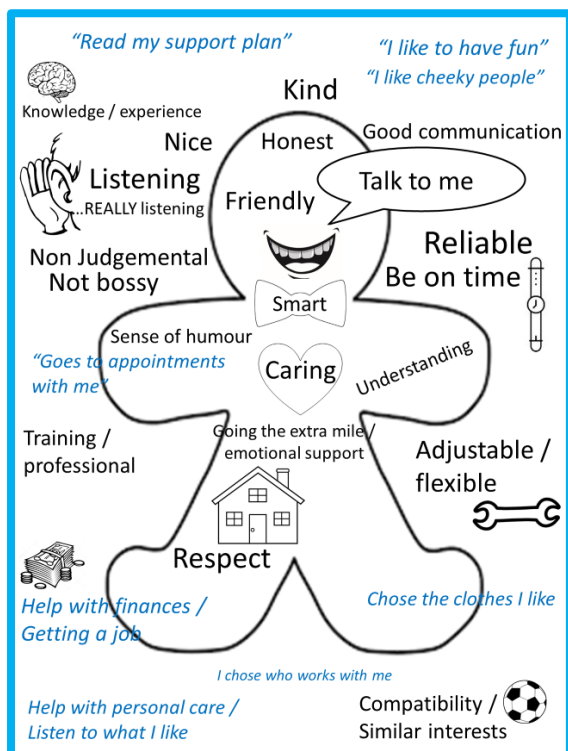 “Read my support plan”
“I like to have fun”
“I like cheeky people”
Kind
Knowledge / experience
Nice
Honest
Good communication
Listening
...REALLY listening
Friendly
Talk to me
Non Judgemental
Not bossy
Reliable
Be on time
Smart
Sense of humour
“Goes to appointments
with me”
Caring
Understanding
Training /
professional
Going the extra mile /
emotional support
Adjustable /
flexible
Respect
Help with finances /
Getting a job
Chose the clothes I like
I chose who works with me
Help with personal care /
Listen to what I like
Compatibility /
Similar interests